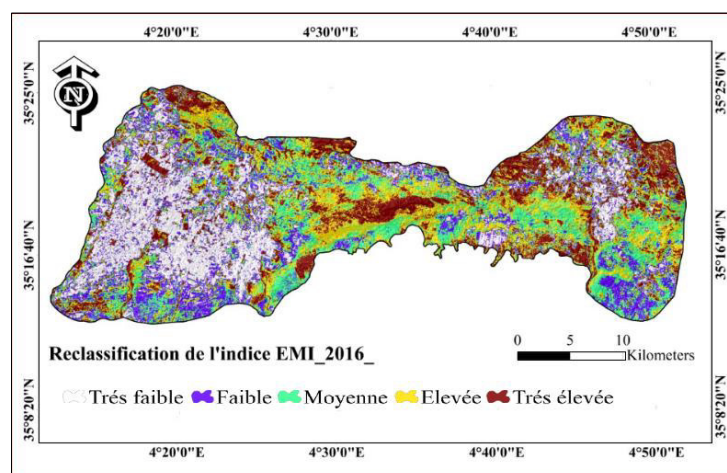 4°20'0"E 4°30'0"E 4°40'0"E 4°50'0"E
35°25'0"N 35°25'0"N
N
35°16'40"N 35°16'40"N
0 5 10
Kilometers
Reclassification de l'indice EMI_2016_
Trés faible Faible Moyenne Elevée Trés élevée
35°8'20"N 35°8'20"N
4°20'0"E 4°30'0"E 4°40'0"E 4°50'0"E